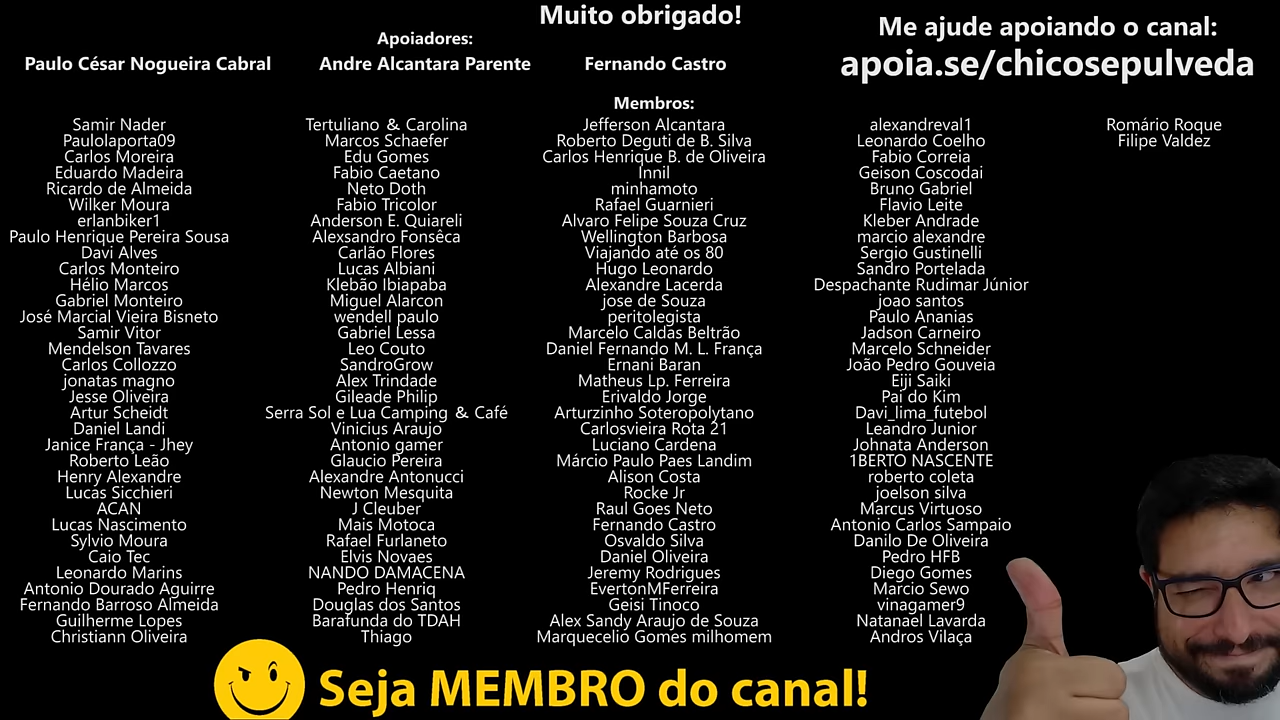 Muito obrigado!
Apoiadores:
Paulo César Nogueira Cabral
Andre Alcantara Parente
Fernando Castro
Me ajude apoiando o canal:
apoia.se/chicosepulveda
Membros:
Samir Nader
Paulolaporta09
Carlos Moreira
Eduardo Madeira
Ricardo de Almeida
Wilker Moura
erlanbiker1
Paulo Henrique Pereira Sousa
Davi Alves
Carlos Monteiro
Hélio Marcos
Gabriel Monteiro
José Marcial Vieira Bisneto
Samir Vitor
Mendelson Tavares
Carlos Collozzo
jonatas magno
Jesse Oliveira
Artur Scheidt
Daniel Landi
Janice França - Jhey
Roberto Leão
Henry Alexandre
Lucas Sicchieri
ACAN
Lucas Nascimento
Sylvio Moura
Caio Tec
Leonardo Marins
Antonio Dourado Aguirre
Fernando Barroso Almeida
Guilherme Lopes
Christiann Oliveira
Tertuliano & Carolina
Marcos Schaefer
Edu Gomes
Fabio Caetano
Neto Doth
Fabio Tricolor
Anderson E. Quiareli
Alexsandro Fonsêca
Carlão Flores
Lucas Albiani
Klebão Ibiapaba
Miguel Alarcon
wendell paulo
Gabriel Lessa
Leo Couto
SandroGrow
Alex Trindade
Gileade Philip
Serra Sol e Lua Camping & Café
Vinicius Araujo
Antonio gamer
Glaucio Pereira
Alexandre Antonucci
Newton Mesquita
J Cleuber
Mais Motoca
Rafael Furlaneto
Elvis Novaes
NANDO DAMACENA
Pedro Henriq
Douglas dos Santos
Barafunda do TDAH
Thiago
Jefferson Alcantara
Roberto Deguti de B. Silva
Carlos Henrique B. de Oliveira
Innil
minhamoto
Rafael Guarnieri
Alvaro Felipe Souza Cruz
Wellington Barbosa
Viajando até os 80
Hugo Leonardo
Alexandre Lacerda
jose de Souza
peritolegista
Marcelo Caldas Beltrão
Daniel Fernando M. L. França
Ernani Baran
Matheus Lp. Ferreira
Erivaldo Jorge
Arturzinho Soteropolytano
Carlosvieira Rota 21
Luciano Cardena
Márcio Paulo Paes Landim
Alison Costa
Rocke Jr
Raul Goes Neto
Fernando Castro
Osvaldo Silva
Daniel Oliveira
Jeremy Rodrigues
EvertonMFerreira
Geisi Tinoco
Alex Sandy Araujo de Souza
Marquecelio Gomes milhomem
alexandreval1
Leonardo Coelho
Fabio Correia
Geison Coscodai
Bruno Gabriel
Flavio Leite
Kleber Andrade
marcio alexandre
Sergio Gustinelli
Sandro Portelada
Despachante Rudimar Júnior
joao santos
Paulo Ananias
Jadson Carneiro
Marcelo Schneider
João Pedro Gouveia
Eiji Saiki
Pai do Kim
Davi_lima_futebol
Leandro Junior
Johnata Anderson
1BERTO NASCENTE
roberto coleta
joelson silva
Marcus Virtuoso
Antonio Carlos Sampaio
Danilo De Oliveira
Pedro HFB
Diego Gomes
Marcio Sewo
vinagamer9
Natanael Lavarda
Andros Vilaça
Romário Roque
Filipe Valdez
Seja MEMBRO do canal!